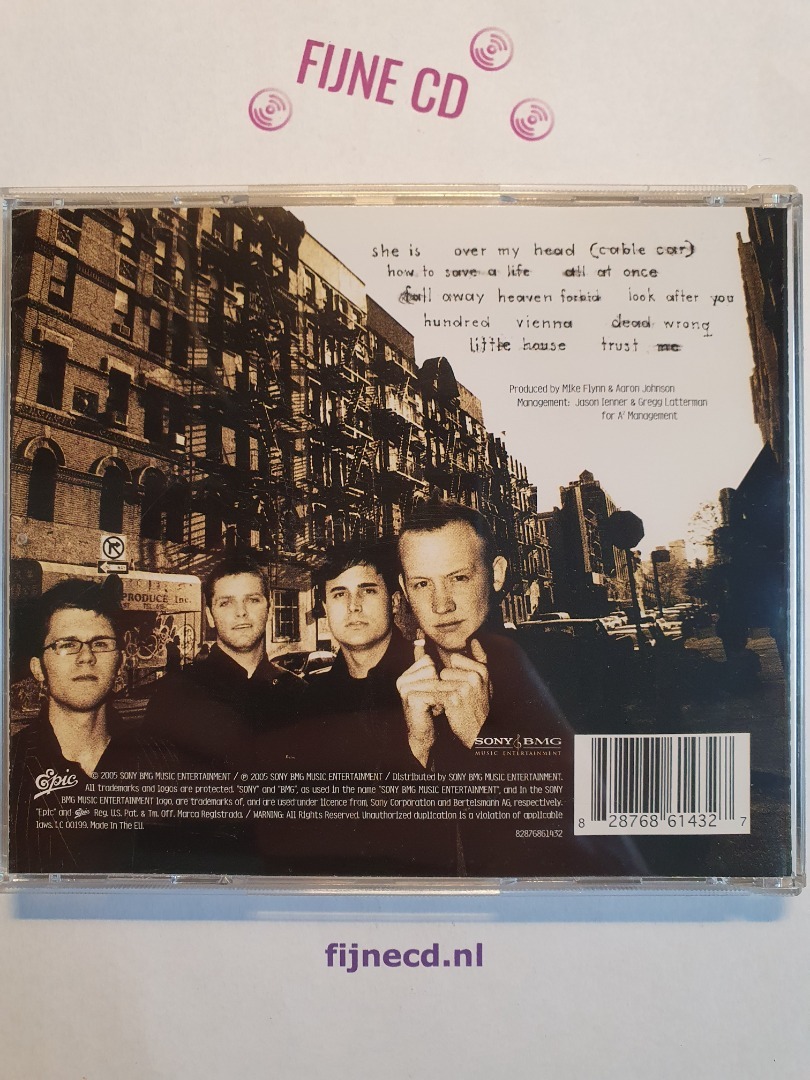 FIJNE CD
she is over my head (cable car)
how to save a life all at once
fall away heaven forbid look after you
hundred vienna dead wrong
little house trust me
Produced by Mike Flynn & Aaron Johnson
Management: Jason Ienner & Gregg Latterman
for A² Management
PRODUCE Inc.
SONY BMG
MUSIC ENTERTAINMENT
Epic
© 2005 SONY BMG MUSIC ENTERTAINMENT / ℗ 2005 SONY BMG MUSIC ENTERTAINMENT / Distributed by SONY BMG MUSIC ENTERTAINMENT.
All trademarks and logos are protected. "SONY" and "BMG", as used in the name "SONY BMG MUSIC ENTERTAINMENT", and in the SONY
BMG MUSIC ENTERTAINMENT logo, are trademarks of, and are used under licence from, Sony Corporation and Bertelsmann AG, respectively.
"Epic" and Epic Reg. U.S. Pat. & Tm. Off. Marca Registrada. / WARNING: All Rights Reserved. Unauthorized duplication is a violation of applicable
laws. LC 00199. Made In The EU.
82876861432
8 28768 61432 7
fijnecd.nl